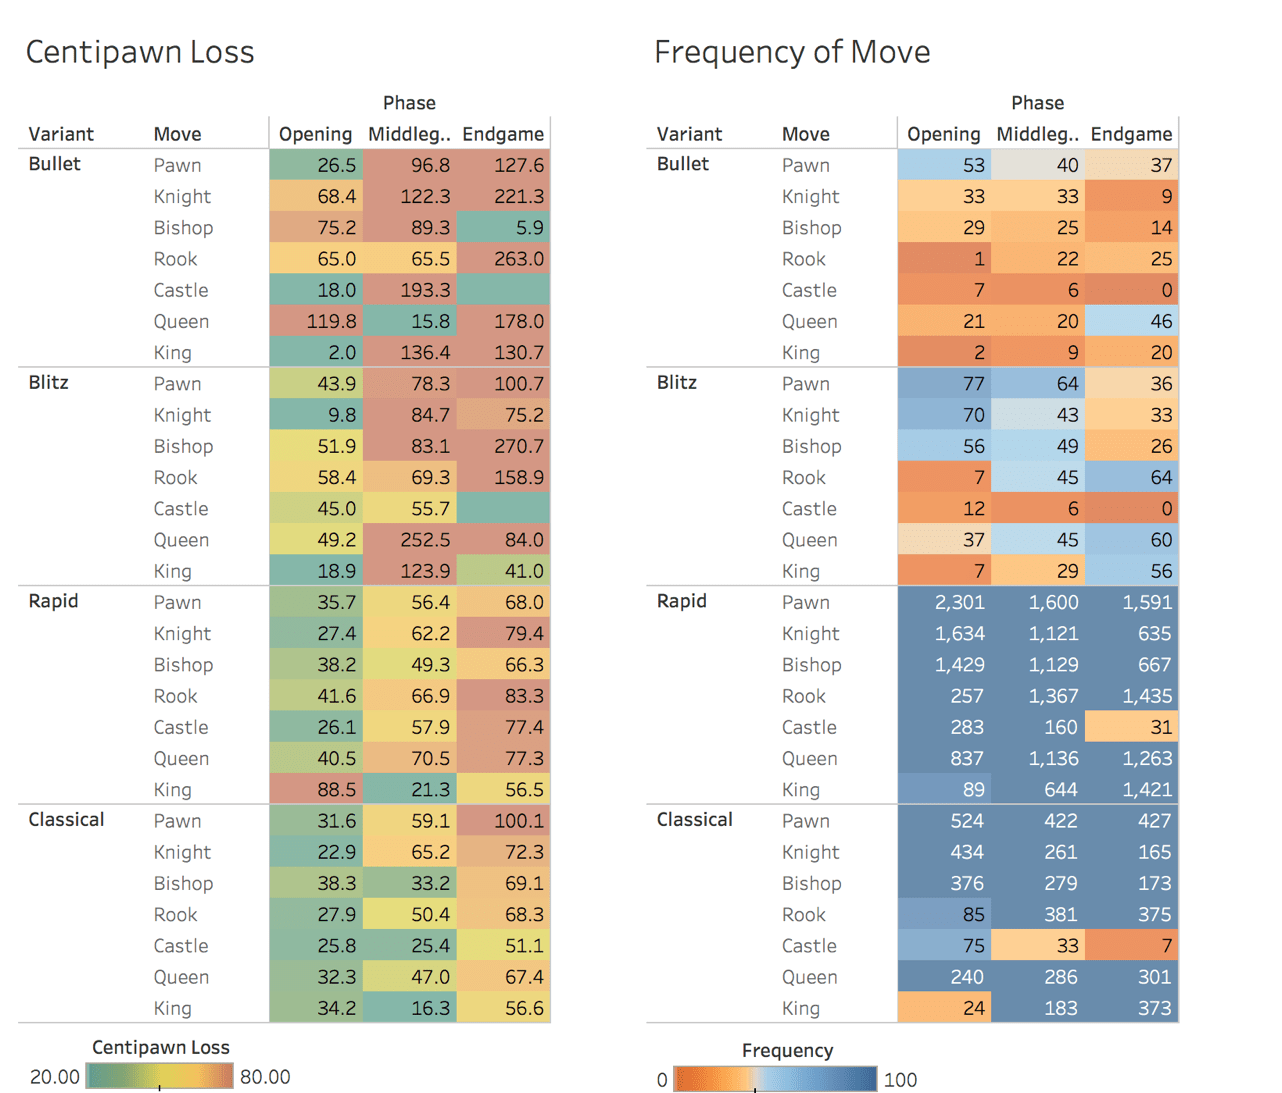 Centipawn Loss Frequency of Move
Phase Phase
Variant Move Opening Middleg.. Endgame Variant Move Opening Middleg.. Endgame
Bullet Pawn 26.5 96.8 127.6 Bullet Pawn 53 40 37
Knight 68.4 122.3 221.3 Knight 33 33 9
Bishop 75.2 89.3 5.9 Bishop 29 25 14
Rook 65.0 65.5 263.0 Rook 1 22 25
Castle 18.0 193.3 Castle 7 6 0
Queen 119.8 15.8 178.0 Queen 21 20 46
King 2.0 136.4 130.7 King 2 9 20
Blitz Pawn 43.9 78.3 100.7 Blitz Pawn 77 64 36
Knight 9.8 84.7 75.2 Knight 70 43 33
Bishop 51.9 83.1 270.7 Bishop 56 49 26
Rook 58.4 69.3 158.9 Rook 7 45 64
Castle 45.0 55.7 Castle 12 6 0
Queen 49.2 252.5 84.0 Queen 37 45 60
King 18.9 123.9 41.0 King 7 29 56
Rapid Pawn 35.7 56.4 68.0 Rapid Pawn 2,301 1,600 1,591
Knight 27.4 62.2 79.4 Knight 1,634 1,121 635
Bishop 38.2 49.3 66.3 Bishop 1,429 1,129 667
Rook 41.6 66.9 83.3 Rook 257 1,367 1,435
Castle 26.1 57.9 77.4 Castle 283 160 31
Queen 40.5 70.5 77.3 Queen 837 1,136 1,263
King 88.5 21.3 56.5 King 89 644 1,421
Classical Pawn 31.6 59.1 100.1 Classical Pawn 524 422 427
Knight 22.9 65.2 72.3 Knight 434 261 165
Bishop 38.3 33.2 69.1 Bishop 376 279 173
Rook 27.9 50.4 68.3 Rook 85 381 375
Castle 25.8 25.4 51.1 Castle 75 33 7
Queen 32.3 47.0 67.4 Queen 240 286 301
King 34.2 16.3 56.6 King 24 183 373
Centipawn Loss Frequency
20.00 80.00 0 100